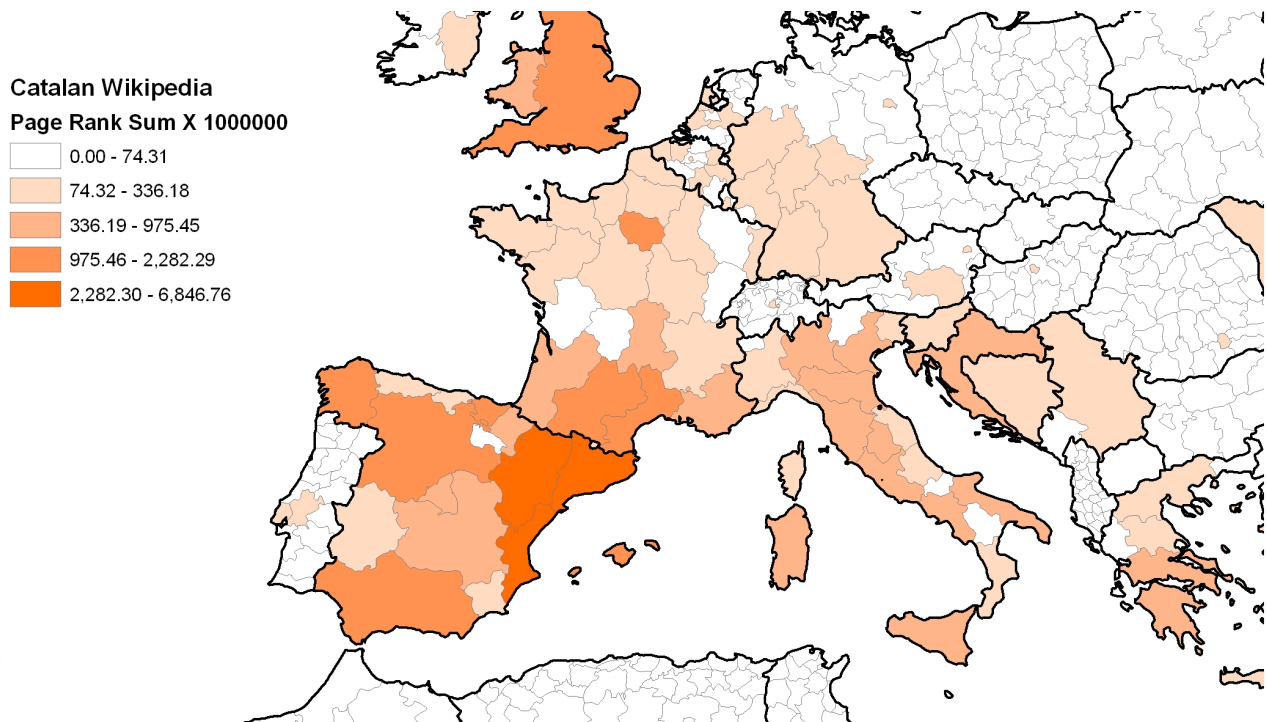 Catalan Wikipedia
Page Rank Sum X 1000000
0.00 - 74.31
74.32 - 336.18
336.19 - 975.45
975.46 - 2,282.29
2,282.30 - 6,846.76